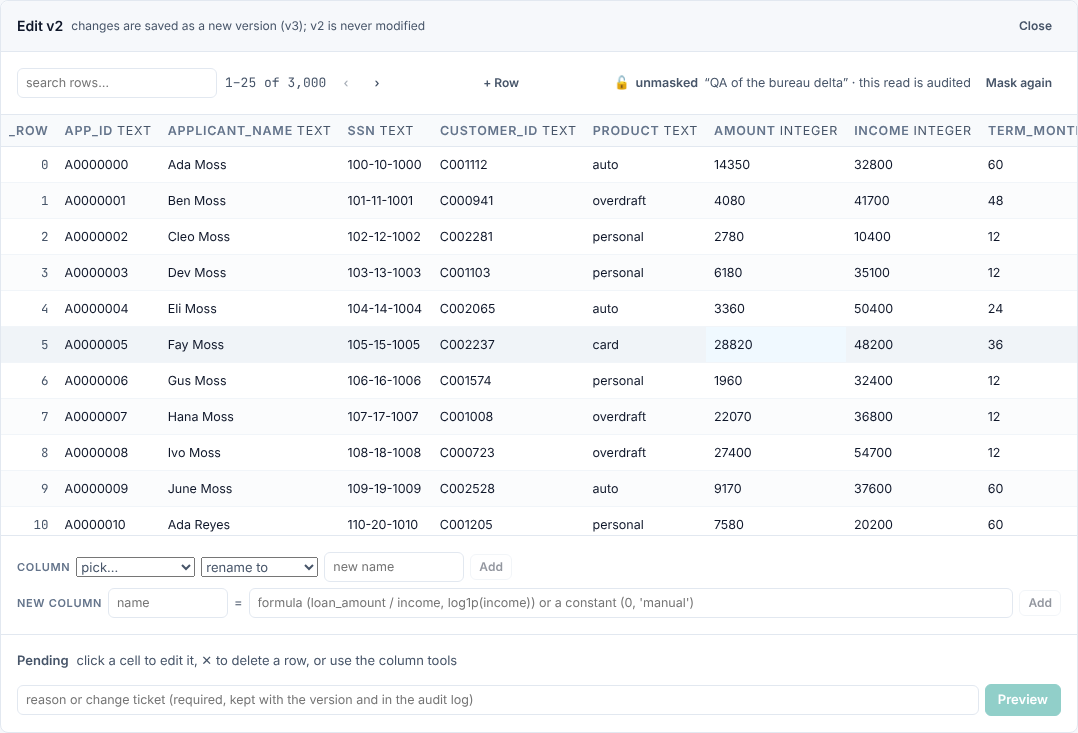 Edit v2 changes are saved as a new version (v3); v2 is never modified Close
search rows... 1–25 of 3,000 ‹ › + Row 🔓 unmasked “QA of the bureau delta” · this read is audited Mask again
_ROW APP_ID TEXT APPLICANT_NAME TEXT SSN TEXT CUSTOMER_ID TEXT PRODUCT TEXT AMOUNT INTEGER INCOME INTEGER TERM_MONT
0 A0000000 Ada Moss 100-10-1000 C001112 auto 14350 32800 60
1 A0000001 Ben Moss 101-11-1001 C000941 overdraft 4080 41700 48
2 A0000002 Cleo Moss 102-12-1002 C002281 personal 2780 10400 12
3 A0000003 Dev Moss 103-13-1003 C001103 personal 6180 35100 12
4 A0000004 Eli Moss 104-14-1004 C002065 auto 3360 50400 24
5 A0000005 Fay Moss 105-15-1005 C002237 card 28820 48200 36
6 A0000006 Gus Moss 106-16-1006 C001574 personal 1960 32400 12
7 A0000007 Hana Moss 107-17-1007 C001008 overdraft 22070 36800 12
8 A0000008 Ivo Moss 108-18-1008 C000723 overdraft 27400 54700 12
9 A0000009 June Moss 109-19-1009 C002528 auto 9170 37600 60
10 A0000010 Ada Reyes 110-20-1010 C001205 personal 7580 20200 60
COLUMN pick... rename to new name Add
NEW COLUMN name = formula (loan_amount / income, log1p(income)) or a constant (0, 'manual') Add
Pending click a cell to edit it, ✕ to delete a row, or use the column tools
reason or change ticket (required, kept with the version and in the audit log) Preview